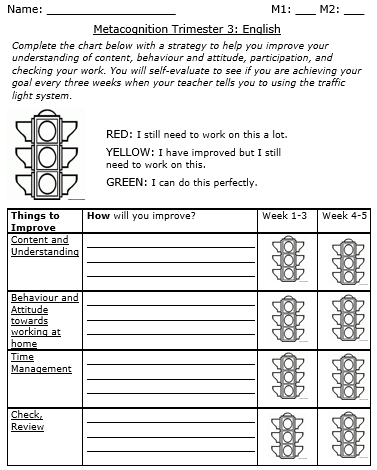 Name: ____________________ M1: ___ M2: ___
Metacognition Trimester 3: English
Complete the chart below with a strategy to help you improve your
understanding of content, behaviour and attitude, participation, and
checking your work. You will self-evaluate to see if you are achieving your
goal every three weeks when your teacher tells you to using the traffic
light system.
RED: I still need to work on this a lot.
YELLOW: I have improved but I still
need to work on this.
GREEN: I can do this perfectly.
Things to
Improve
How will you improve?
Week 1-3
Week 4-5
Content and
Understanding
Behaviour and
Attitude
towards
working at
home
Time
Management
Check,
Review